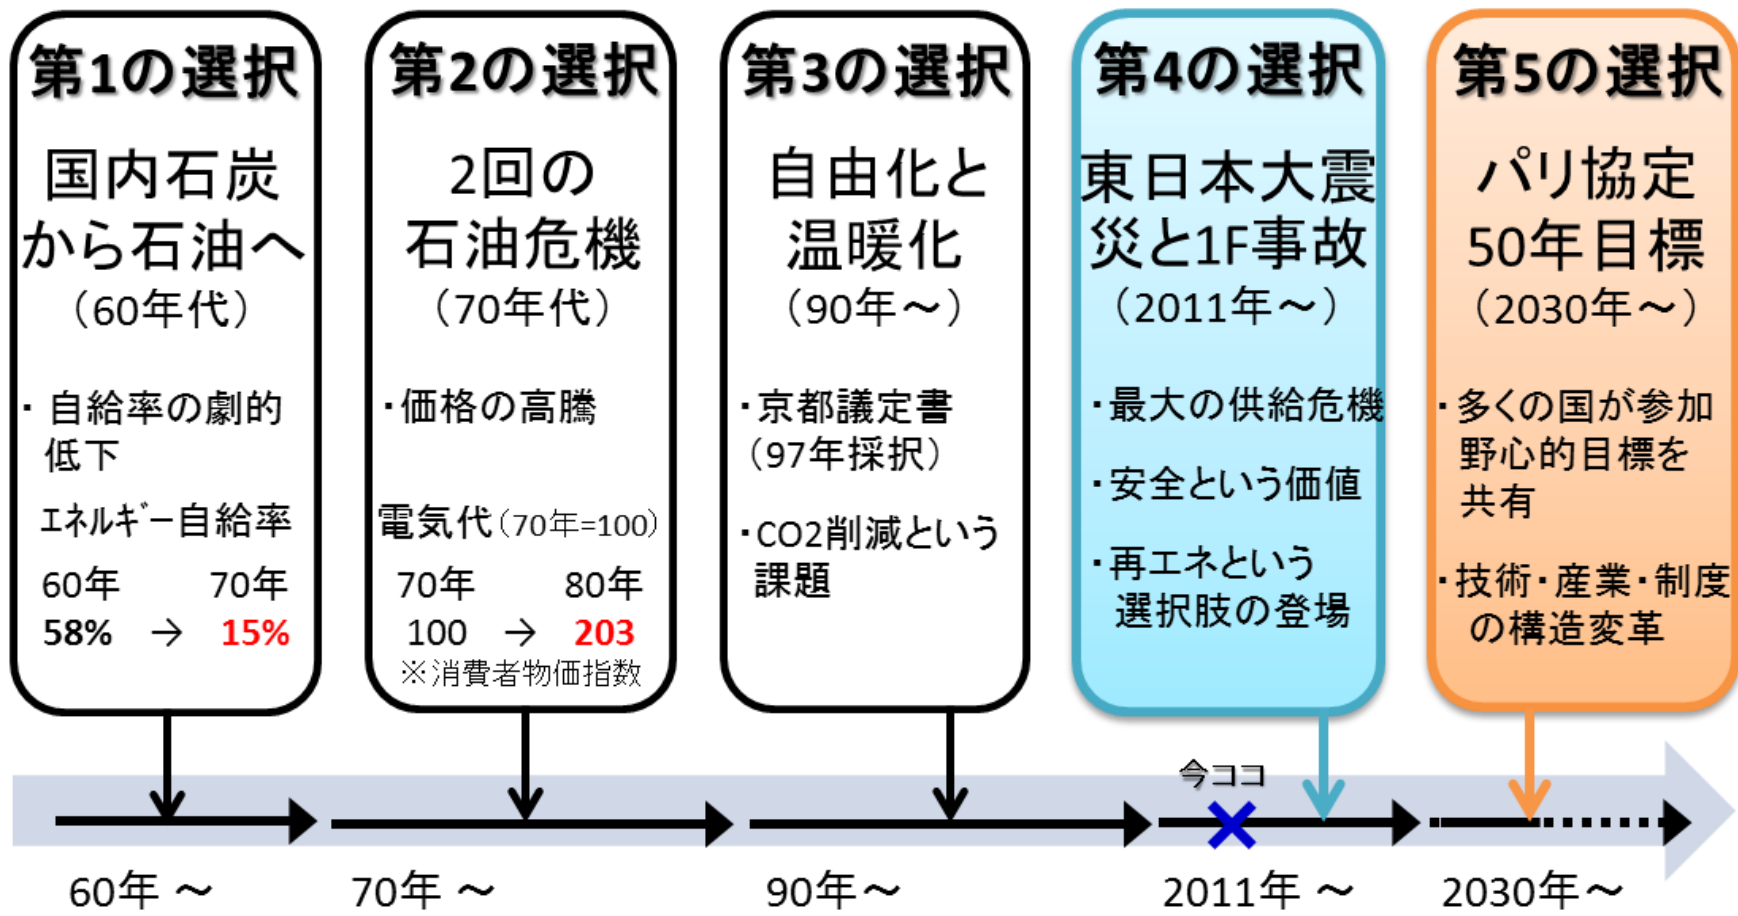 第1の選択
国内石炭
から石油へ
（60年代）
・自給率の劇的
低下
エネルギー自給率
60年 70年
58% → 15%
第2の選択
2回の
石油危機
（70年代）
・価格の高騰
電気代（70年=100）
70年 80年
100 → 203
※消費者物価指数
第3の選択
自由化と
温暖化
（90年～）
・京都議定書
（97年採択）
・CO2削減という
課題
第4の選択
東日本大震
災と1F事故
（2011年～）
・最大の供給危機
・安全という価値
・再エネという
選択肢の登場
第5の選択
パリ協定
50年目標
（2030年～）
・多くの国が参加
野心的目標を
共有
・技術・産業・制度
の構造変革
今ココ
60年 ～
70年 ～
90年～
2011年 ～
2030年～